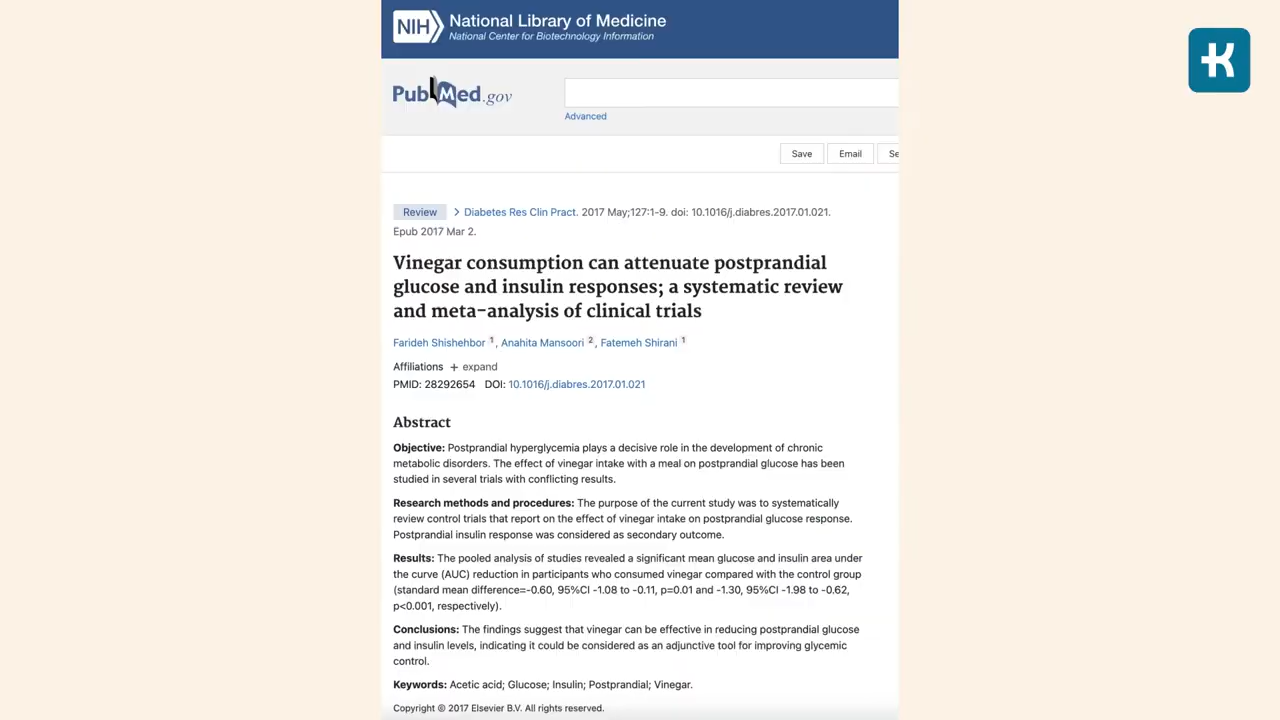 NIH National Library of Medicine
National Center for Biotechnology Information
K
PubMed.gov
Advanced
Save Email Se
Review > Diabetes Res Clin Pract. 2017 May;127:1-9. doi: 10.1016/j.diabres.2017.01.021.
Epub 2017 Mar 2.
Vinegar consumption can attenuate postprandial
glucose and insulin responses; a systematic review
and meta-analysis of clinical trials
Farideh Shishehbor 1, Anahita Mansoori 2, Fatemeh Shirani 1
Affiliations + expand
PMID: 28292654 DOI: 10.1016/j.diabres.2017.01.021
Abstract
Objective: Postprandial hyperglycemia plays a decisive role in the development of chronic
metabolic disorders. The effect of vinegar intake with a meal on postprandial glucose has been
studied in several trials with conflicting results.
Research methods and procedures: The purpose of the current study was to systematically
review control trials that report on the effect of vinegar intake on postprandial glucose response.
Postprandial insulin response was considered as secondary outcome.
Results: The pooled analysis of studies revealed a significant mean glucose and insulin area under
the curve (AUC) reduction in participants who consumed vinegar compared with the control group
(standard mean difference=-0.60, 95%CI -1.08 to -0.11, p=0.01 and -1.30, 95%CI -1.98 to -0.62,
p<0.001, respectively).
Conclusions: The findings suggest that vinegar can be effective in reducing postprandial glucose
and insulin levels, indicating it could be considered as an adjunctive tool for improving glycemic
control.
Keywords: Acetic acid; Glucose; Insulin; Postprandial; Vinegar.
Copyright © 2017 Elsevier B.V. All rights reserved.